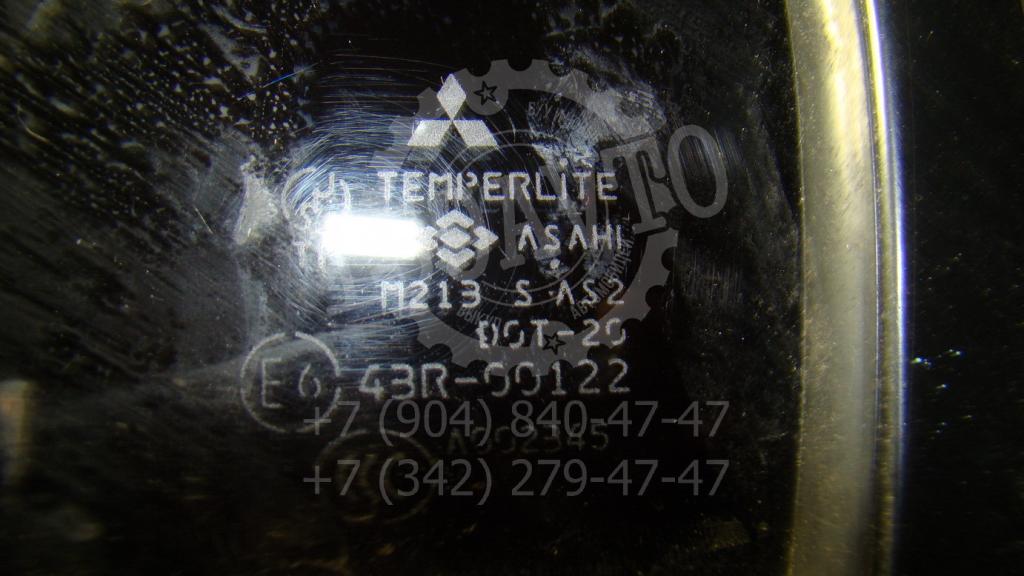 TEMPERLITE
ASAHI
M213 S AS2
DOT-20
E6 43R-00122
+7 (904) 840-47-47
+7 (342) 279-47-47